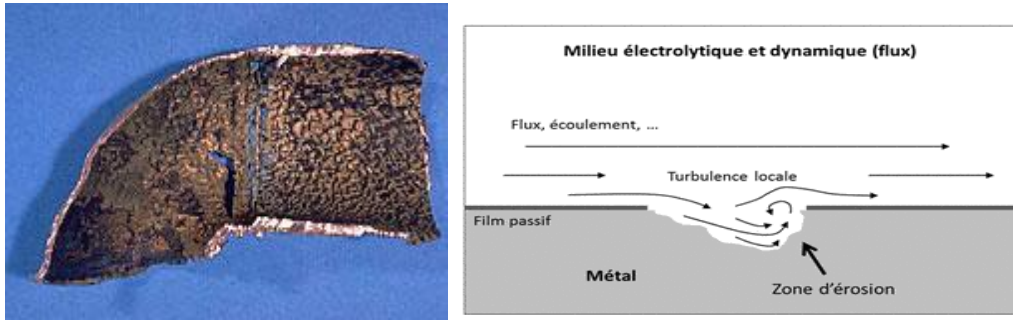 Milieu électrolytique et dynamique (flux)
Flux, écoulement, ...
Turbulence locale
Film passif
Métal
Zone d'érosion